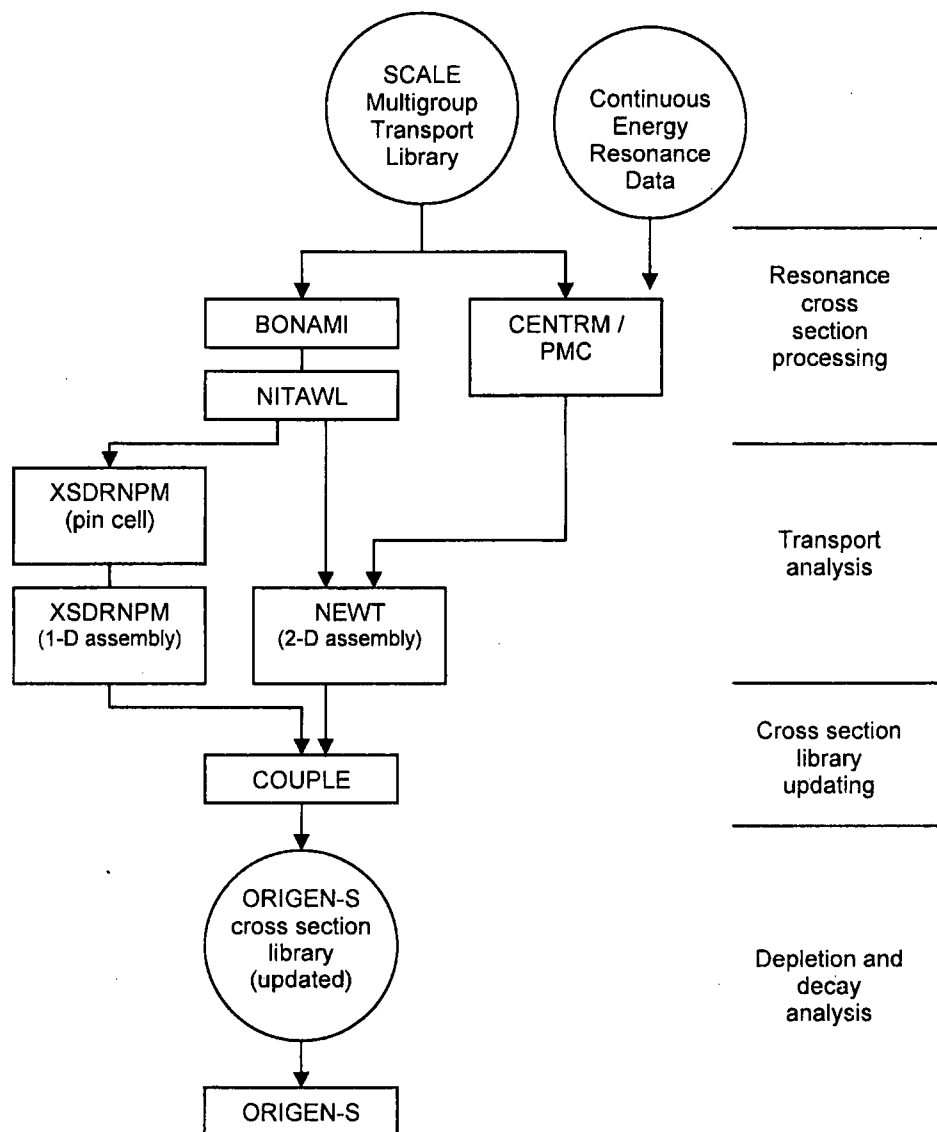 SCALE
Multigroup
Transport
Library
Continuous
Energy
Resonance
Data
Resonance
cross
section
processing
BONAMI
CENTRM /
PMC
NITAWL
XSDRNPM
(pin cell)
Transport
analysis
XSDRNPM
(1-D assembly)
NEWT
(2-D assembly)
Cross section
library
updating
COUPLE
ORIGEN-S
cross section
library
(updated)
Depletion and
decay
analysis
ORIGEN-S